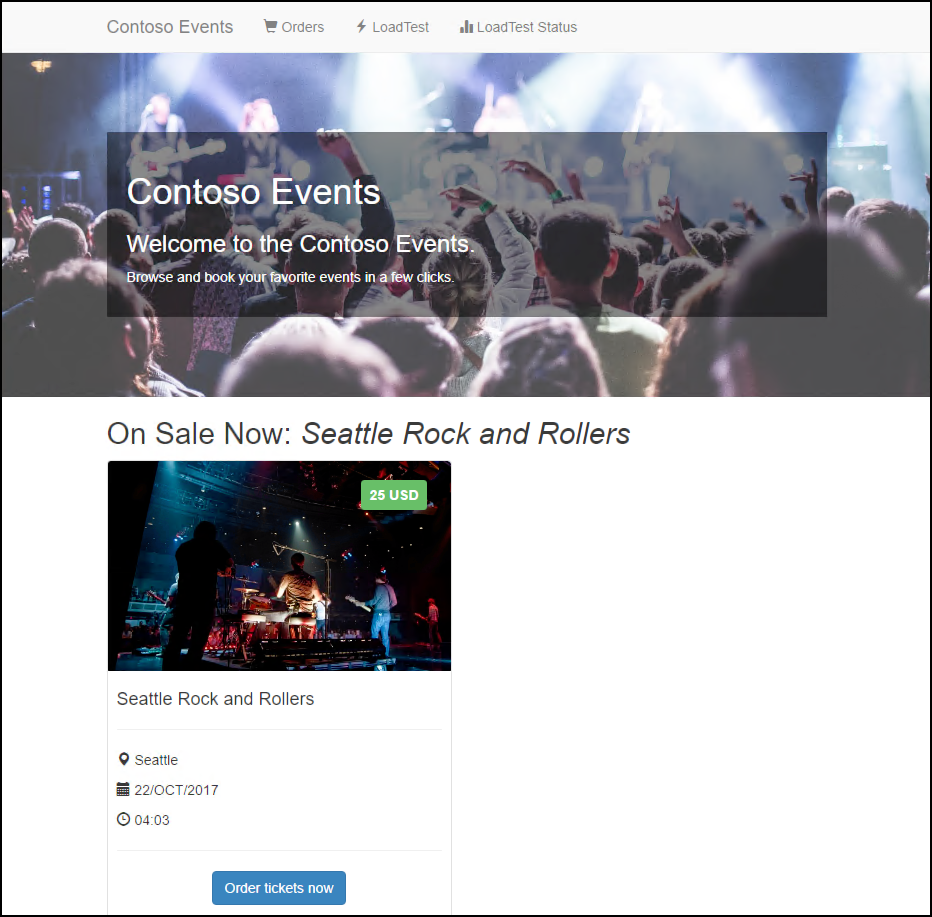 Contoso Events Orders LoadTest LoadTest Status
Contoso Events
Welcome to the Contoso Events.
Browse and book your favorite events in a few clicks.
On Sale Now: Seattle Rock and Rollers
25 USD
Seattle Rock and Rollers
Seattle
22/OCT/2017
04:03
Order tickets now